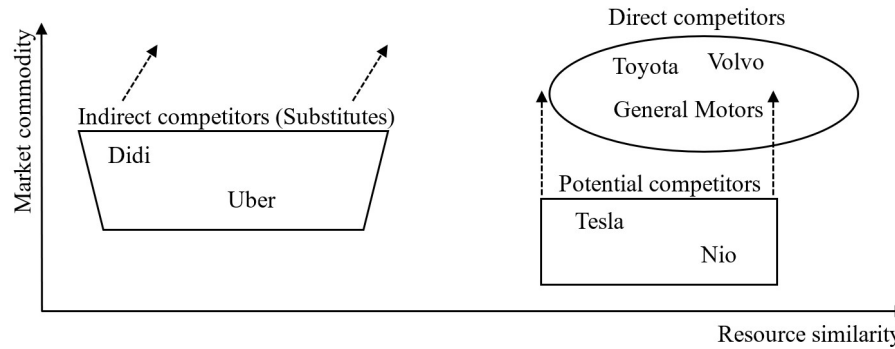 Direct competitors
Toyota
Volvo
General Motors
Market commodity
Indirect competitors (Substitutes)
Didi
Uber
Potential competitors
Tesla
Nio
Resource similarity